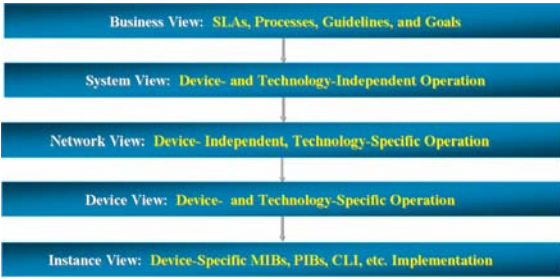 Business View: SLAs, Processes, Guidelines, and Goals
System View: Device- and Technology-Independent Operation
Network View: Device- Independent, Technology-Specific Operation
Device View: Device- and Technology-Specific Operation
Instance View: Device-Specific MIBs, PIBs, CLI, etc. Implementation